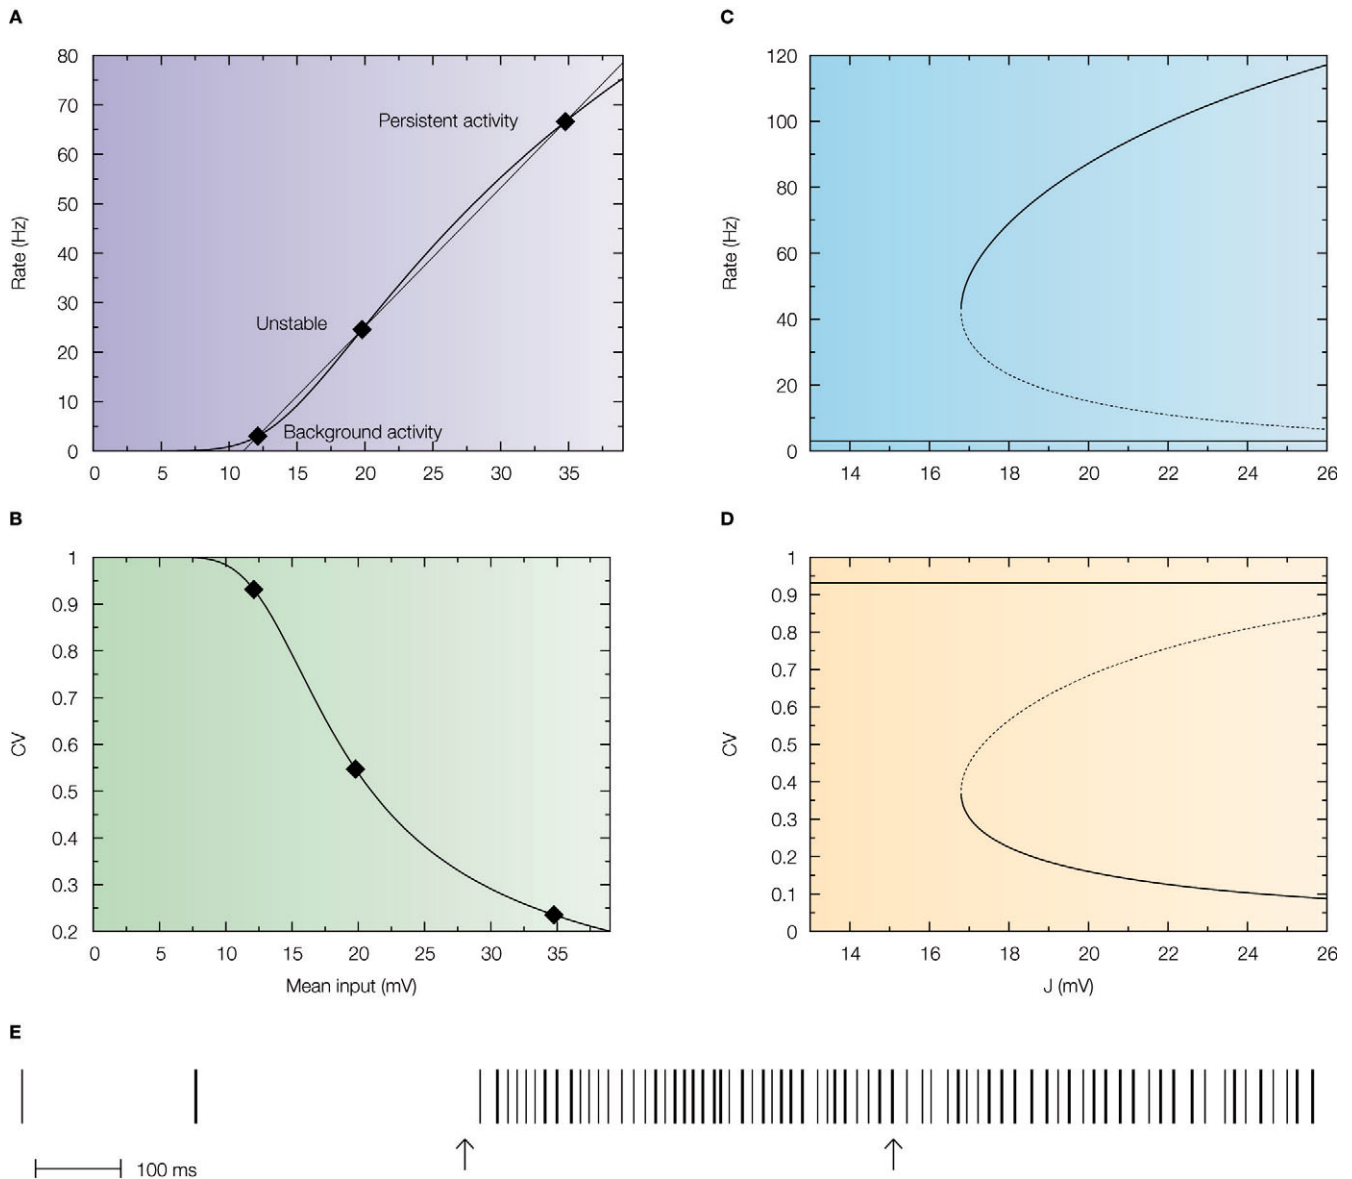 A
80
70
60
50
40
30
20
10
0
Rate (Hz)
Persistent activity
Unstable
Background activity
0 5 10 15 20 25 30 35
C
120
100
80
60
40
20
0
Rate (Hz)
14 16 18 20 22 24 26
B
1
0.9
0.8
0.7
0.6
0.5
0.4
0.3
0.2
CV
0 5 10 15 20 25 30 35
Mean input (mV)
D
1
0.9
0.8
0.7
0.6
0.5
0.4
0.3
0.2
0.1
0
CV
14 16 18 20 22 24 26
J (mV)
E
100 ms